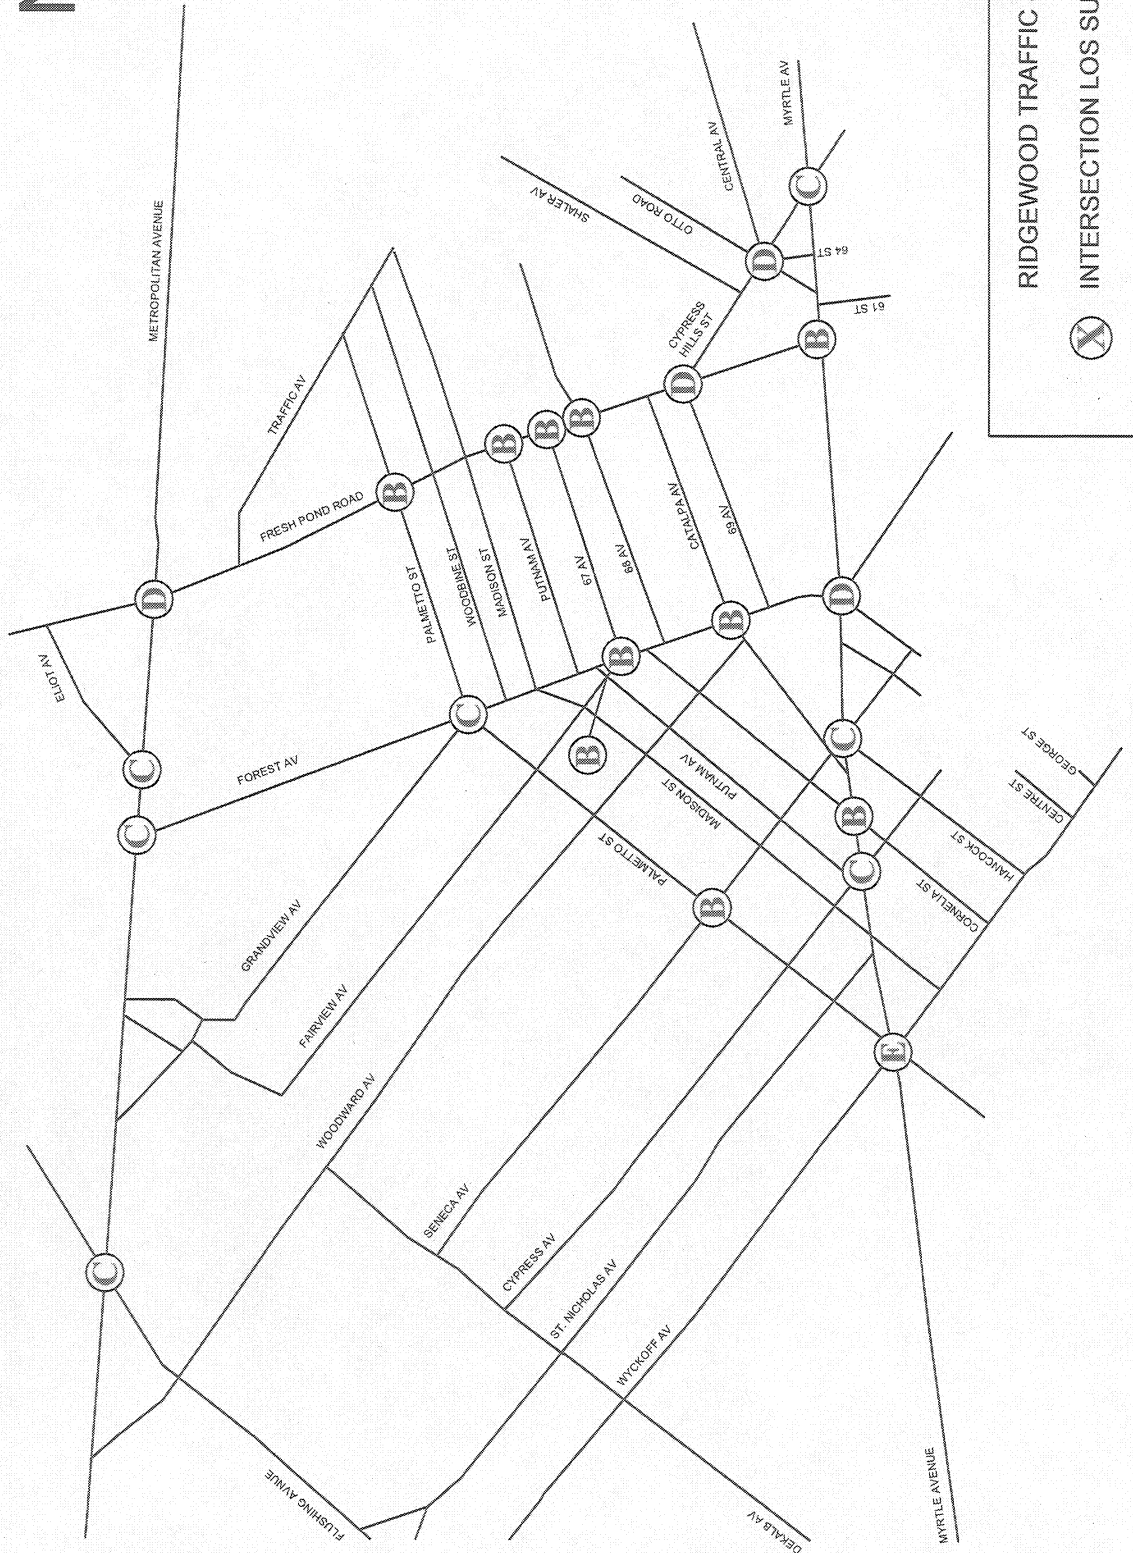 N
METROPOLITAN AVENUE
ELIOT AV
TRAFFIC AV
FRESH POND ROAD
FOREST AV
SHALER AV
OTTO ROAD
CENTRAL AV
MYRTLE AV
64 ST
61 ST
CYPRESS
HILLS ST
PALMETTO ST
WOODBINE ST
MADISON ST
PUTNAM AV
67 AV
68 AV
CATALPA AV
69 AV
GRANDVIEW AV
FAIRVIEW AV
WOODWARD AV
SENECA AV
CYPRESS AV
ST. NICHOLAS AV
WYCKOFF AV
PALMETTO ST
MADISON ST
PUTNAM AV
CORNELIA ST
HANCOCK ST
CENTRE ST
GEORGE ST
FLUSHING AVNUE
DEKALB AV
MYRTLE AVENUE
C
C
C
D
C
B
B
B
B
D
D
C
B
B
B
B
D
C
B
C
B
E
RIDGEWOOD TRAFFIC
X INTERSECTION LOS SU